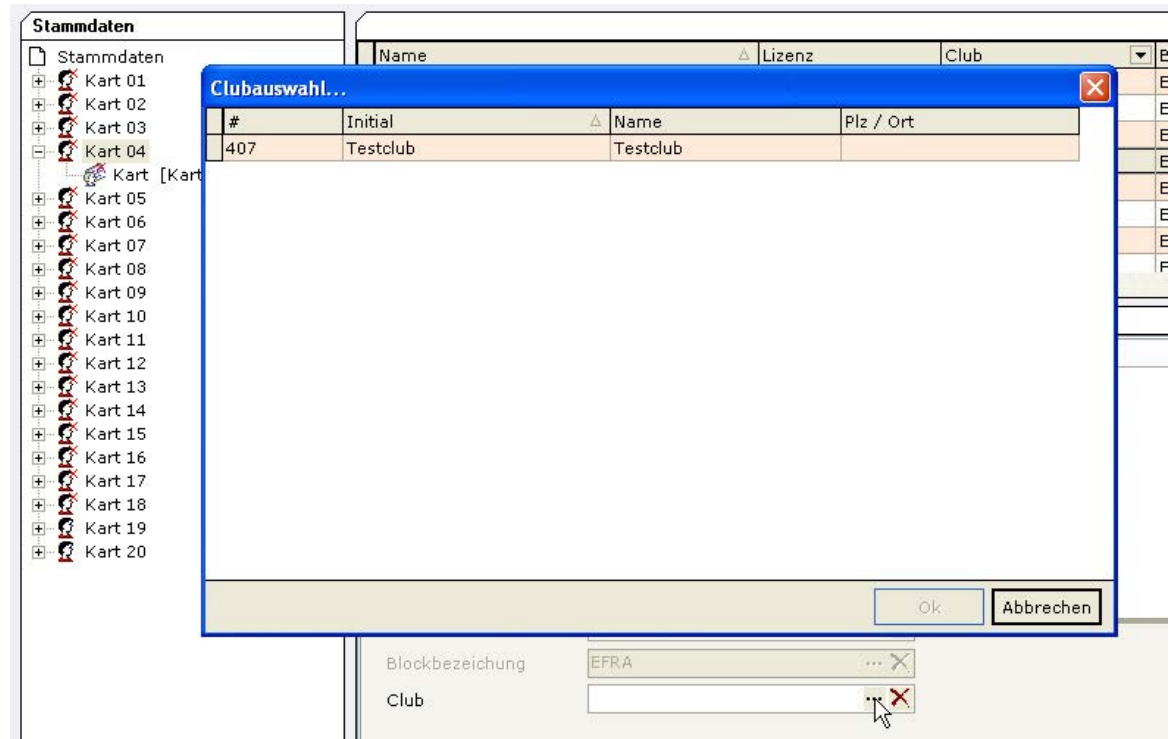 Stammdaten
Stammdaten
Kart 01
Kart 02
Kart 03
Kart 04
Kart [Kart
Kart 05
Kart 06
Kart 07
Kart 08
Kart 09
Kart 10
Kart 11
Kart 12
Kart 13
Kart 14
Kart 15
Kart 16
Kart 17
Kart 18
Kart 19
Kart 20
Name Lizenz Club
Clubauswahl...
# Initial Name Plz / Ort
407 Testclub Testclub
Ok Abbrechen
Blockbezeichung EFRA ...
Club ...